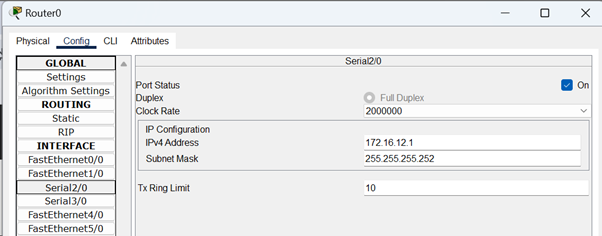 Router0
Physical Config CLI Attributes
GLOBAL
Settings
Algorithm Settings
ROUTING
Static
RIP
INTERFACE
FastEthernet0/0
FastEthernet1/0
Serial2/0
Serial3/0
FastEthernet4/0
FastEthernet5/0
Serial2/0
Port Status On
Duplex Full Duplex
Clock Rate 2000000
IP Configuration
IPv4 Address 172.16.12.1
Subnet Mask 255.255.255.252
Tx Ring Limit 10